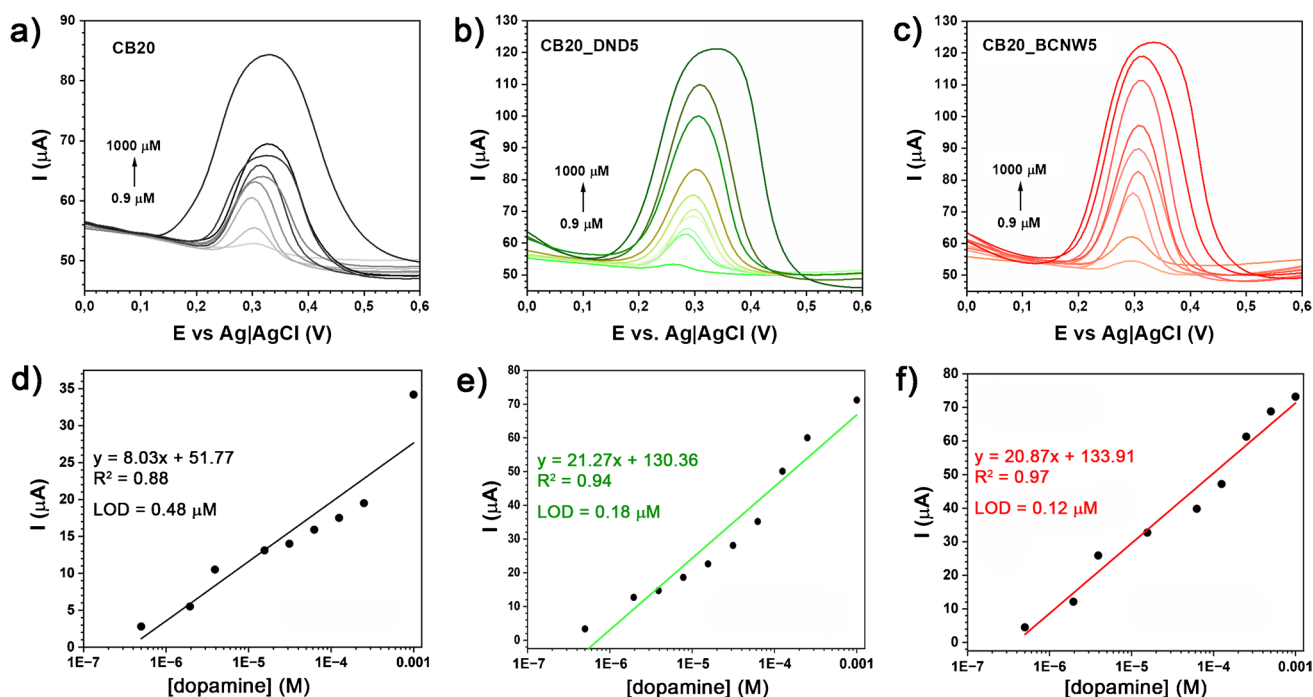 a)
CB20
I (µA)
90
80
70
60
50
1000 µM
0.9 µM
0,0 0,1 0,2 0,3 0,4 0,5 0,6
E vs Ag|AgCl (V)
b)
CB20_DND5
I (µA)
130
120
110
100
90
80
70
60
50
1000 µM
0.9 µM
0,0 0,1 0,2 0,3 0,4 0,5 0,6
E vs. Ag|AgCl (V)
c)
CB20_BCNW5
I (µA)
130
120
110
100
90
80
70
60
50
1000 µM
0.9 µM
0,0 0,1 0,2 0,3 0,4 0,5 0,6
E vs Ag|AgCl (V)
d)
I (µA)
35
30
25
20
15
10
5
0
y = 8.03x + 51.77
R² = 0.88
LOD = 0.48 µM
1E−7 1E−6 1E−5 1E−4 0.001
[dopamine] (M)
e)
I (µA)
80
70
60
50
40
30
20
10
0
y = 21.27x + 130.36
R² = 0.94
LOD = 0.18 µM
1E−7 1E−6 1E−5 1E−4 0.001
[dopamine] (M)
f)
I (µA)
80
70
60
50
40
30
20
10
0
y = 20.87x + 133.91
R² = 0.97
LOD = 0.12 µM
1E−7 1E−6 1E−5 1E−4 0.001
[dopamine] (M)